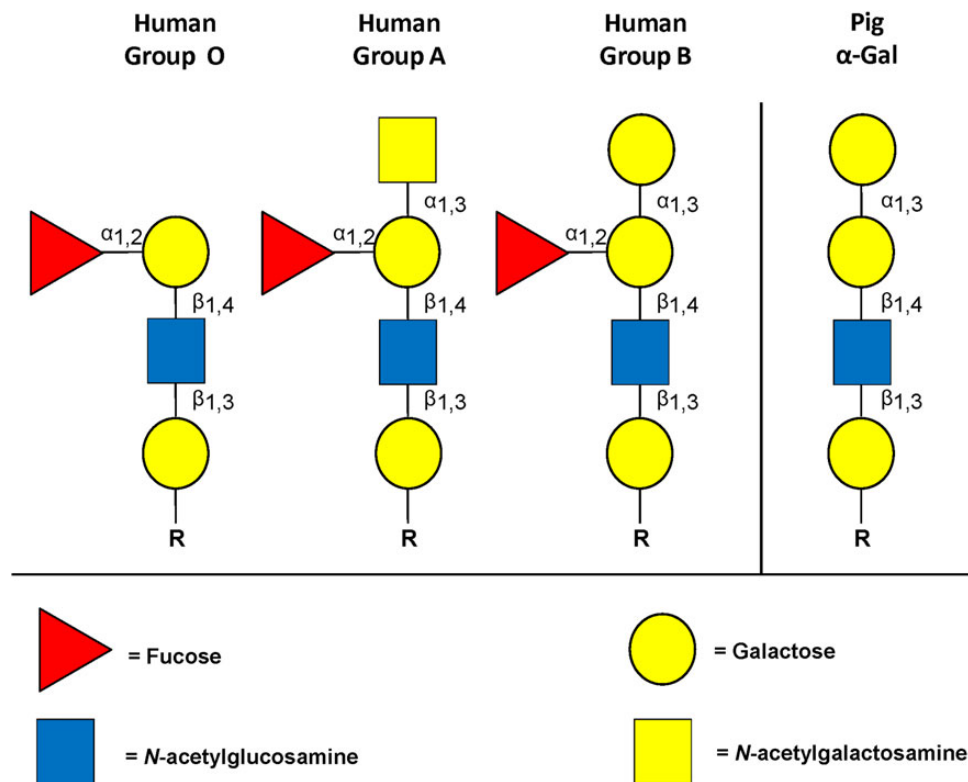 Human Group O
Human Group A
Human Group B
Pig α-Gal
α1,3
α1,3
α1,3
α1,2
α1,2
α1,2
β1,4
β1,4
β1,4
β1,4
β1,3
β1,3
β1,3
β1,3
R
R
R
R
= Fucose
= Galactose
= N-acetylglucosamine
= N-acetylgalactosamine